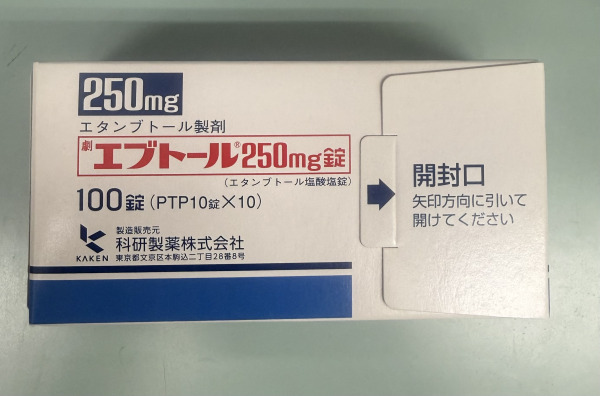 250mg
エタンブトール製剤
劇 エブトール®250mg錠
(エタンブトール塩酸塩錠)
100錠(PTP10錠×10)
KAKEN
製造販売元
科研製薬株式会社
東京都文京区本駒込二丁目28番8号
開封口
矢印方向に引いて
開けてください